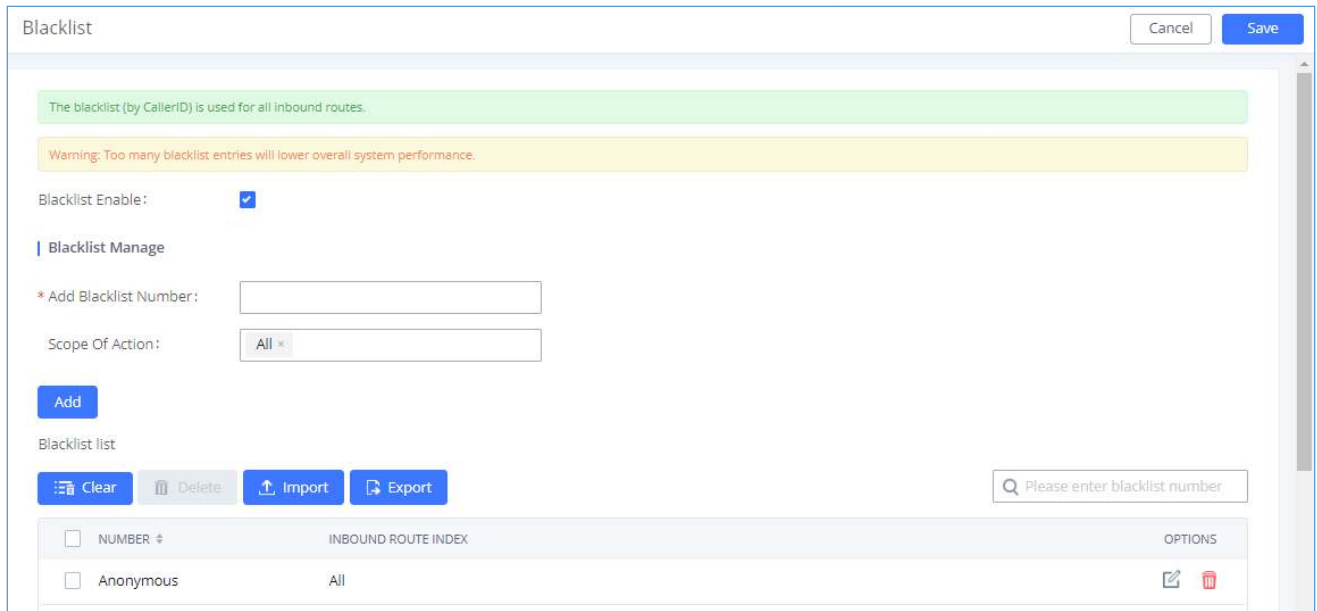 Blacklist
Cancel
Save
The blacklist (by CallerID) is used for all inbound routes.
Warning: Too many blacklist entries will lower overall system performance.
Blacklist Enable:
Blacklist Manage
* Add Blacklist Number:
Scope Of Action:
All ×
Add
Blacklist list
Clear
Delete
Import
Export
Please enter blacklist number
NUMBER
INBOUND ROUTE INDEX
OPTIONS
Anonymous
All